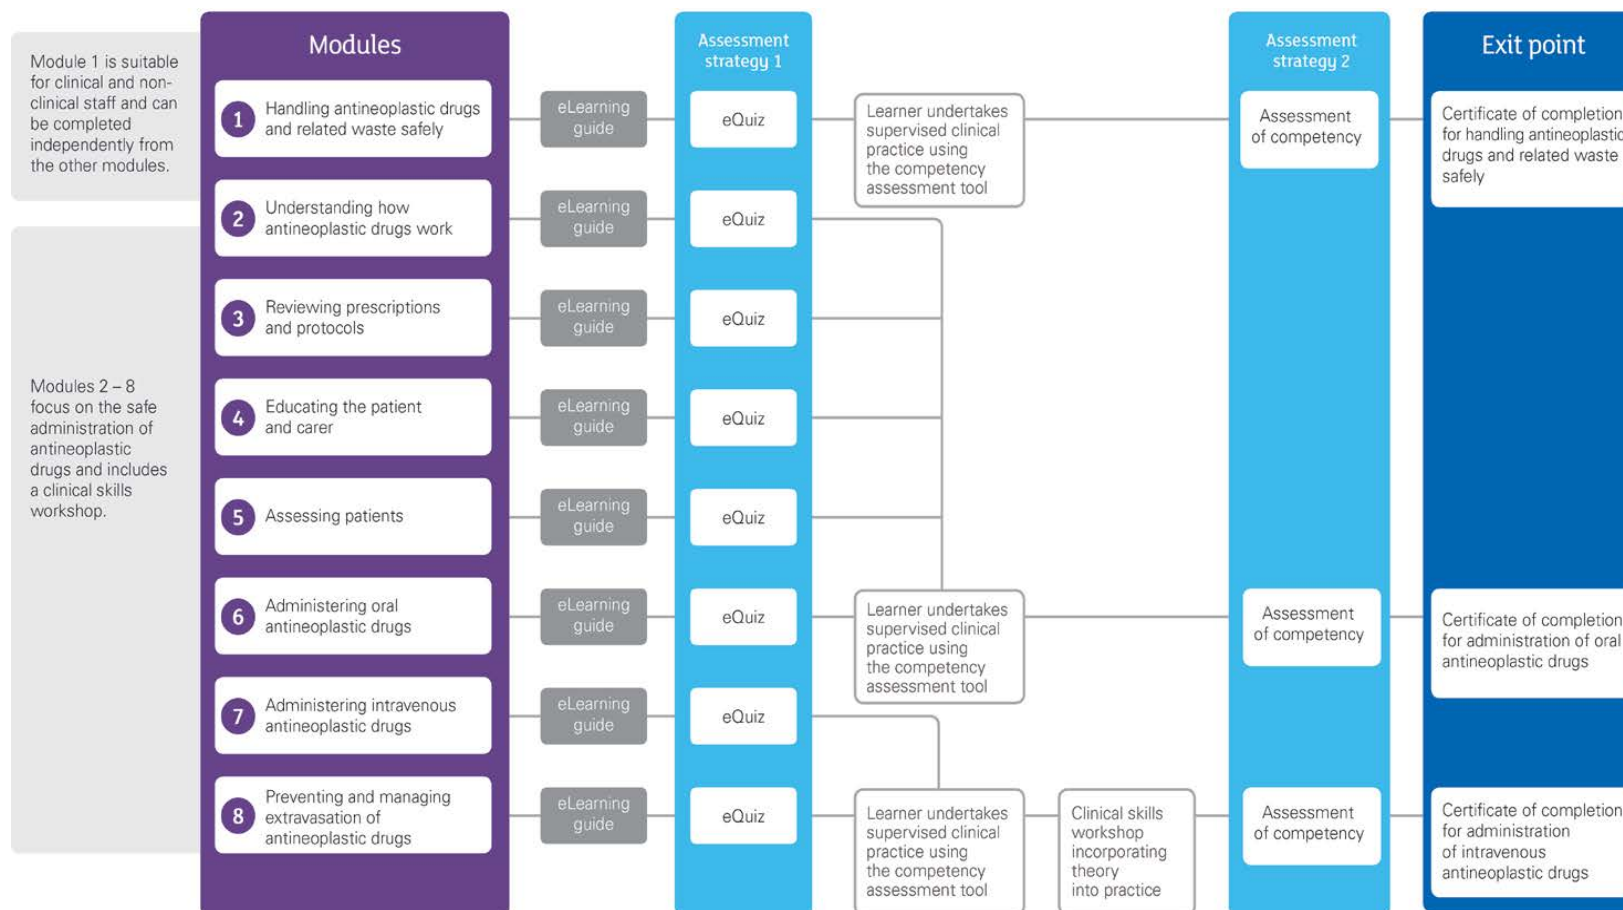 Module 1 is suitable
for clinical and non-
clinical staff and can
be completed
independently from
the other modules.
Modules 2 – 8
focus on the safe
administration of
antineoplastic
drugs and includes
a clinical skills
workshop.
Modules
Assessment
strategy 1
Assessment
strategy 2
Exit point
1
Handling antineoplastic drugs
and related waste safely
eLearning
guide
eQuiz
Learner undertakes
supervised clinical
practice using
the competency
assessment tool
Assessment
of competency
Certificate of completion
for handling antineoplastic
drugs and related waste
safely
2
Understanding how
antineoplastic drugs work
eLearning
guide
eQuiz
3
Reviewing prescriptions
and protocols
eLearning
guide
eQuiz
4
Educating the patient
and carer
eLearning
guide
eQuiz
5
Assessing patients
eLearning
guide
eQuiz
6
Administering oral
antineoplastic drugs
eLearning
guide
eQuiz
Learner undertakes
supervised clinical
practice using
the competency
assessment tool
Assessment
of competency
Certificate of completion
for administration of oral
antineoplastic drugs
7
Administering intravenous
antineoplastic drugs
eLearning
guide
eQuiz
8
Preventing and managing
extravasation of
antineoplastic drugs
eLearning
guide
eQuiz
Learner undertakes
supervised clinical
practice using
the competency
assessment tool
Clinical skills
workshop
incorporating
theory
into practice
Assessment
of competency
Certificate of completion
for administration
of intravenous
antineoplastic drugs